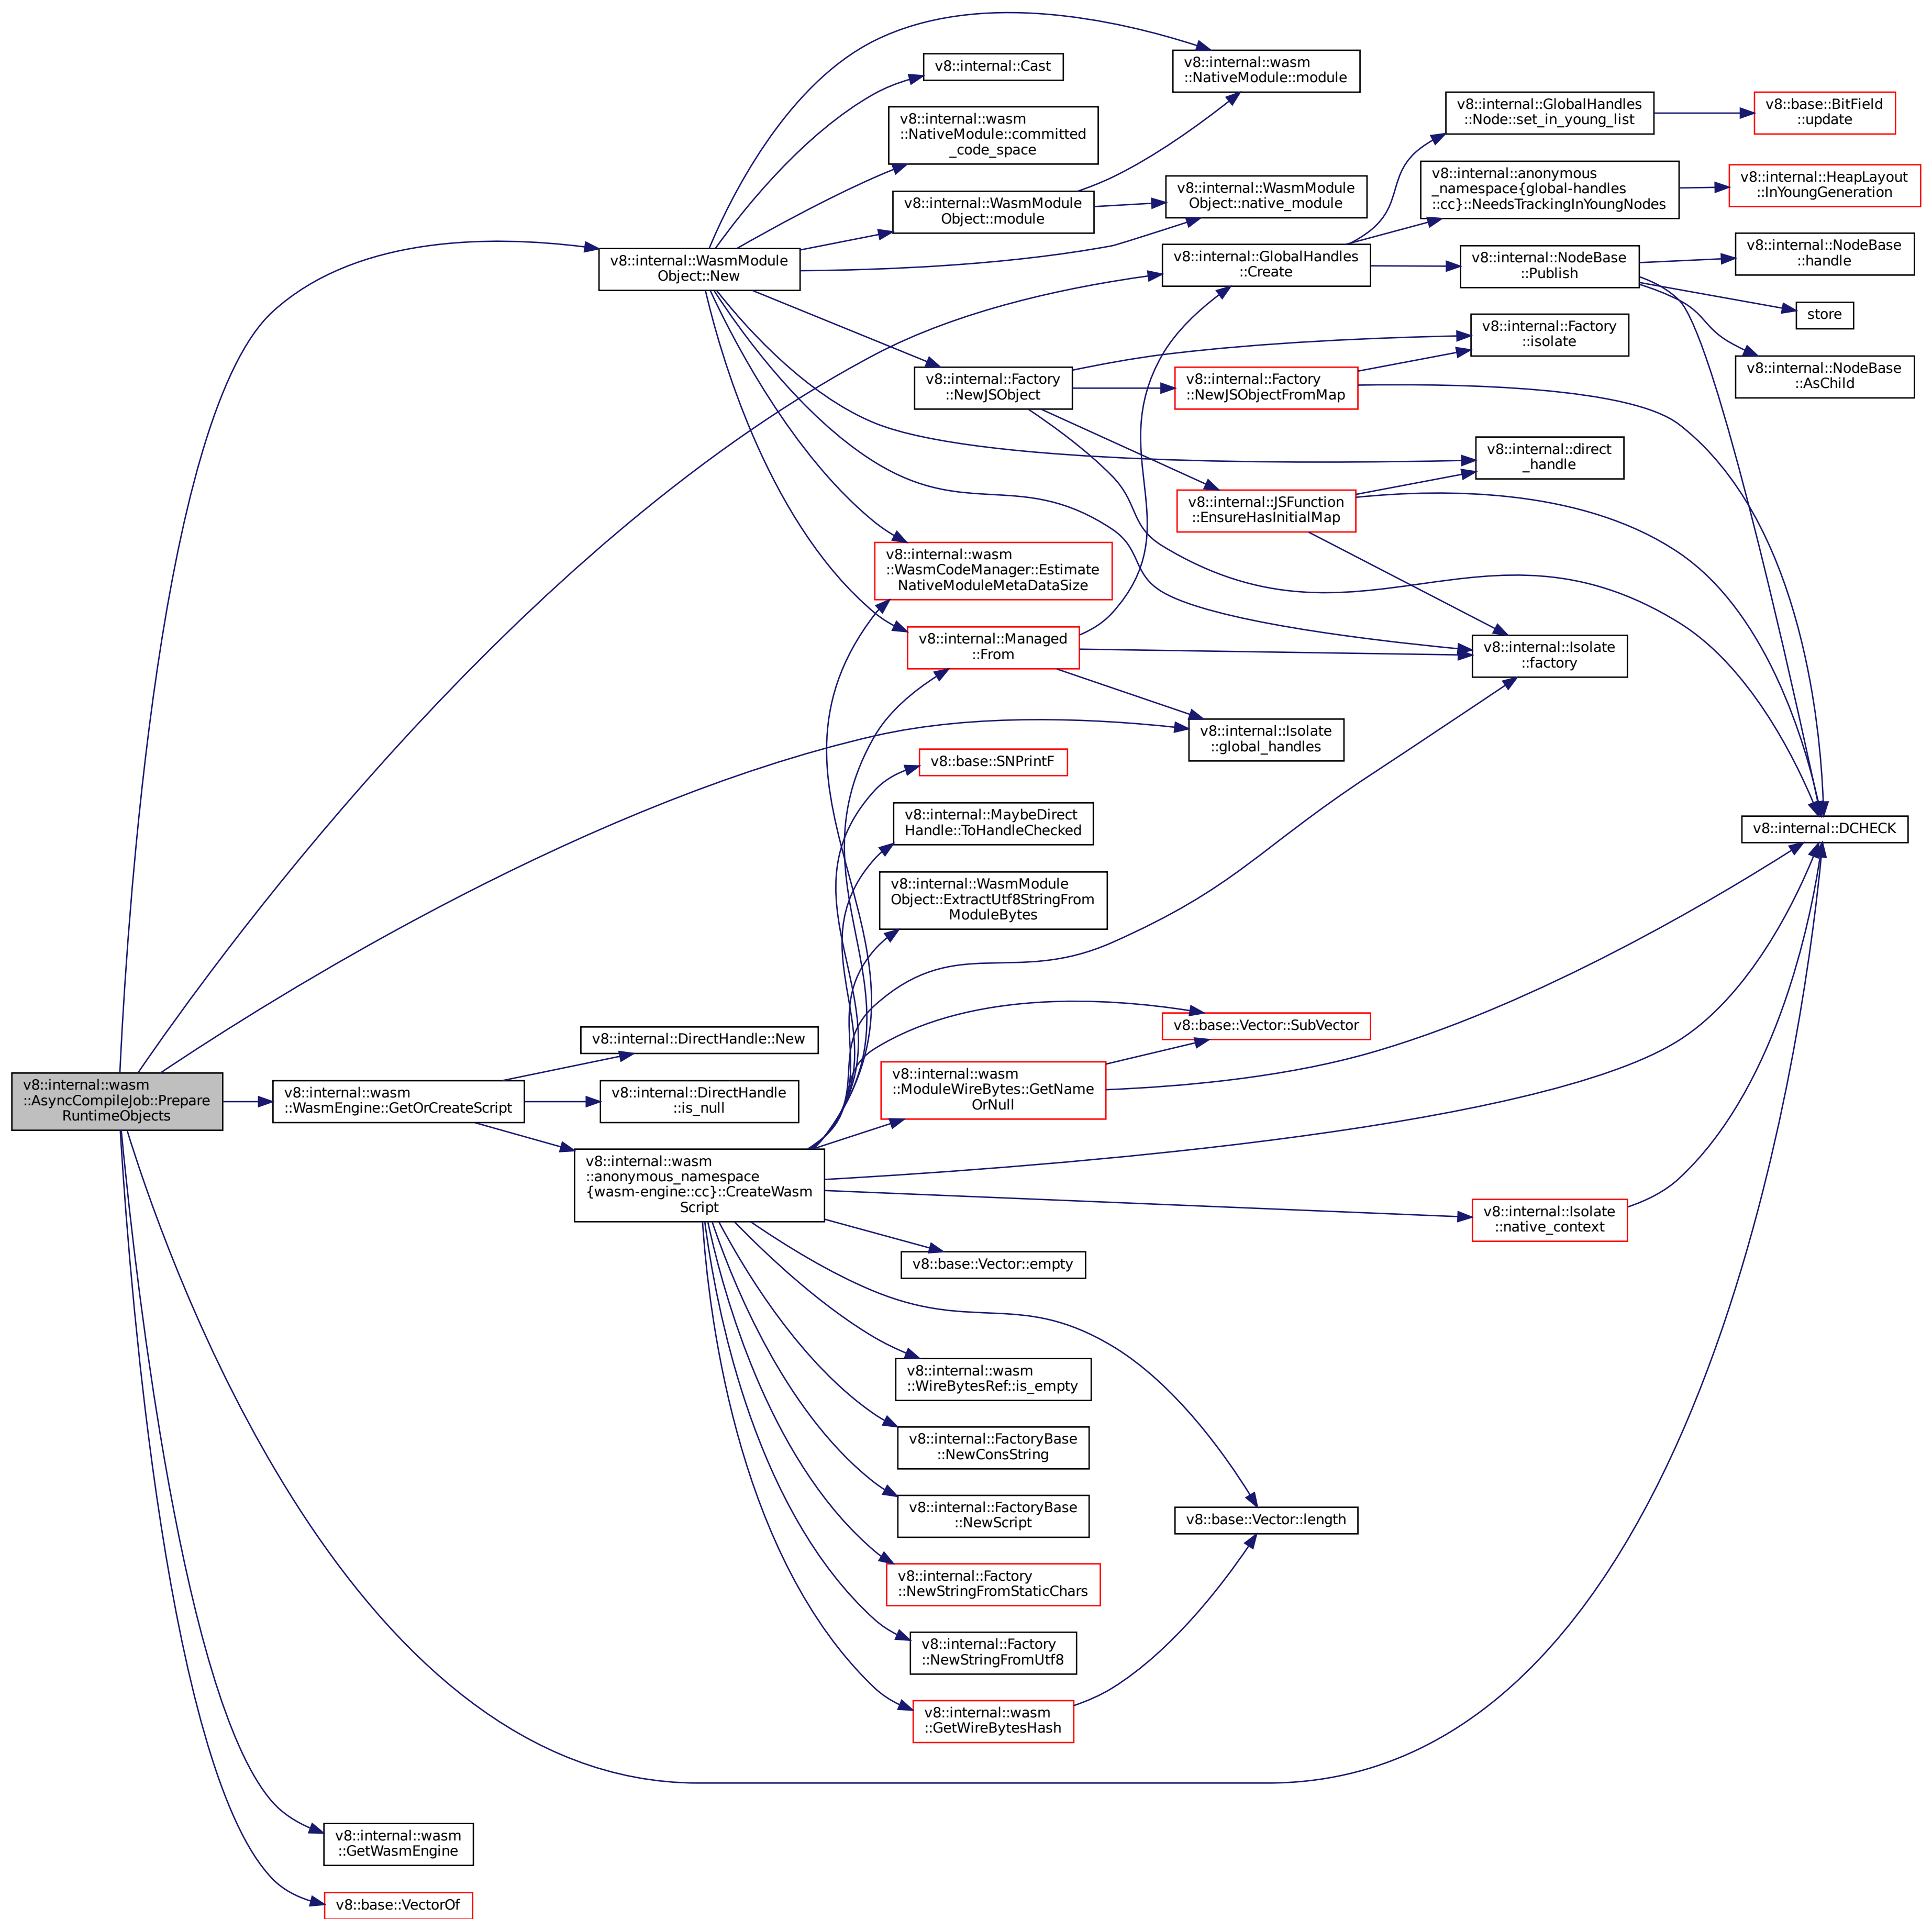 v8::internal::wasm
::NativeModule::module
v8::internal::Cast
v8::internal::GlobalHandles
::Node::set_in_young_list
v8::base::BitField
::update
v8::internal::wasm
::NativeModule::committed
_code_space
v8::internal::anonymous
_namespace{global-handles
::cc}::NeedsTrackingInYoungNodes
v8::internal::HeapLayout
::InYoungGeneration
v8::internal::WasmModule
Object::native_module
v8::internal::WasmModule
Object::module
v8::internal::WasmModule
Object::New
v8::internal::GlobalHandles
::Create
v8::internal::NodeBase
::Publish
v8::internal::NodeBase
::handle
store
v8::internal::Factory
::isolate
v8::internal::NodeBase
::AsChild
v8::internal::Factory
::NewJSObject
v8::internal::Factory
::NewJSObjectFromMap
v8::internal::direct
_handle
v8::internal::JSFunction
::EnsureHasInitialMap
v8::internal::wasm
::WasmCodeManager::Estimate
NativeModuleMetaDataSize
v8::internal::Managed
::From
v8::internal::Isolate
::factory
v8::internal::Isolate
::global_handles
v8::base::SNPrintF
v8::internal::MaybeDirect
Handle::ToHandleChecked
v8::internal::DCHECK
v8::internal::WasmModule
Object::ExtractUtf8StringFrom
ModuleBytes
v8::base::Vector::SubVector
v8::internal::DirectHandle::New
v8::internal::wasm
::AsyncCompileJob::Prepare
RuntimeObjects
v8::internal::wasm
::WasmEngine::GetOrCreateScript
v8::internal::DirectHandle
::is_null
v8::internal::wasm
::ModuleWireBytes::GetName
OrNull
v8::internal::wasm
::anonymous_namespace
{wasm-engine::cc}::CreateWasm
Script
v8::internal::Isolate
::native_context
v8::base::Vector::empty
v8::internal::wasm
::WireBytesRef::is_empty
v8::internal::FactoryBase
::NewConsString
v8::internal::FactoryBase
::NewScript
v8::base::Vector::length
v8::internal::Factory
::NewStringFromStaticChars
v8::internal::Factory
::NewStringFromUtf8
v8::internal::wasm
::GetWireBytesHash
v8::internal::wasm
::GetWasmEngine
v8::base::VectorOf